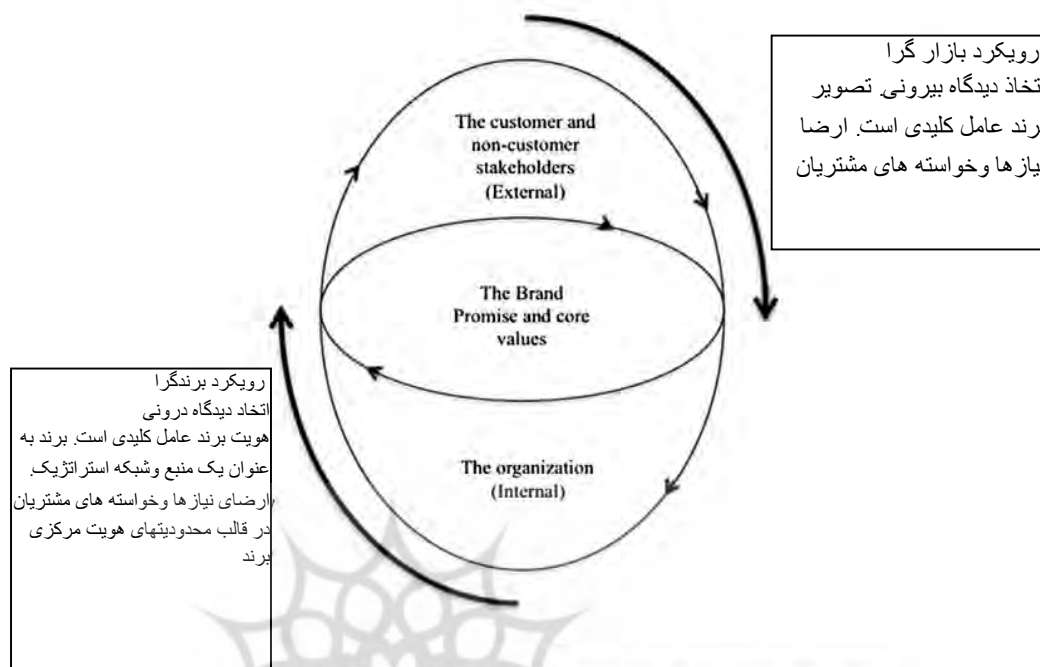 رویکرد بازار گرا
تخاذ دیدگاه بیرونی. تصویر
رند عامل کلیدی است. ارضا
یازها وخواسته های مشتریان
The customer and
non-customer
stakeholders
(External)
The Brand
Promise and core
values
رویکرد برندگرا
اتخاد دیدگاه درونی
هویت برند عامل کلیدی است. برند به
عنوان یک منبع وشبکه استراتژیک.
ارضای نیازها وخواسته های مشتریان
در قالب محدودیتهای هویت مرکزی
برند
The organization
(Internal)